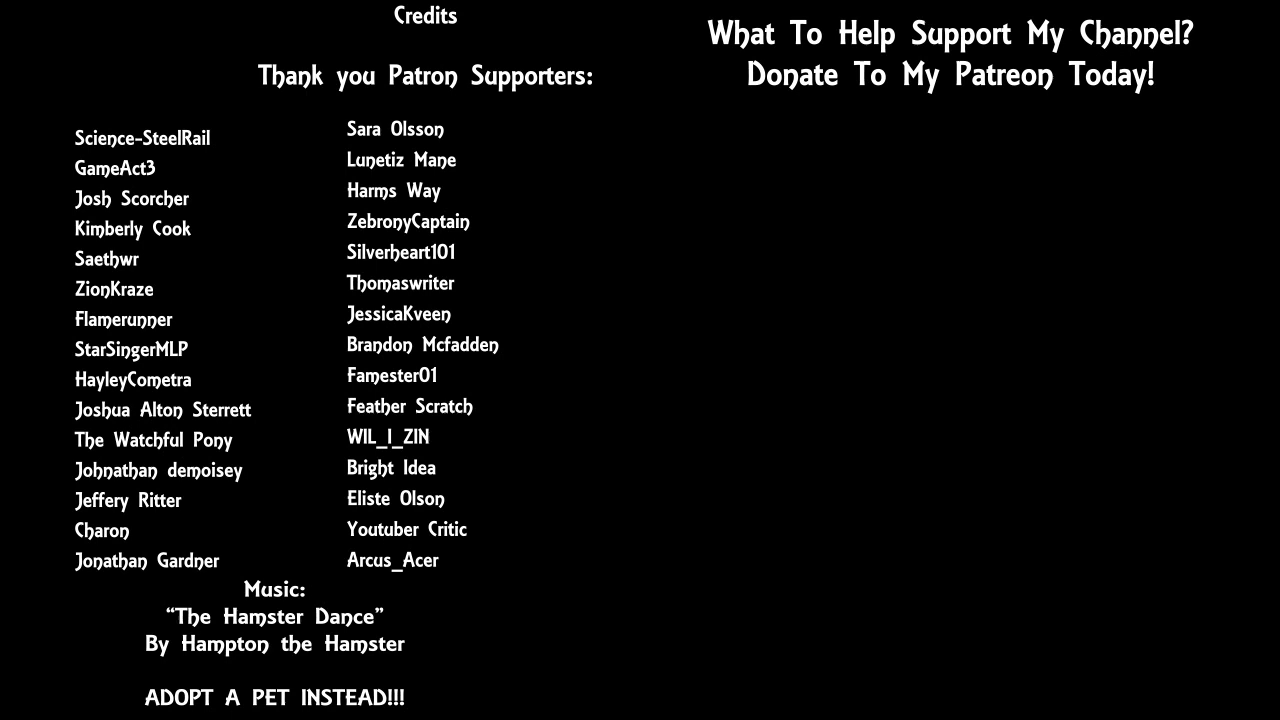 Credits
Thank you Patron Supporters:
Science-SteelRail
GameAct3
Josh Scorcher
Kimberly Cook
Saethwr
ZionKraze
Flamerunner
StarSingerMLP
HayleyCometra
Joshua Alton Sterrett
The Watchful Pony
Johnathan demoisey
Jeffery Ritter
Charon
Jonathan Gardner
Sara Olsson
Lunetiz Mane
Harms Way
ZebronyCaptain
Silverheart101
Thomaswriter
JessicaKveen
Brandon Mcfadden
Famester01
Feather Scratch
WIL_I_ZIN
Bright Idea
Eliste Olson
Youtuber Critic
Arcus_Acer
Music:
“The Hamster Dance”
By Hampton the Hamster
ADOPT A PET INSTEAD!!!
What To Help Support My Channel?
Donate To My Patreon Today!